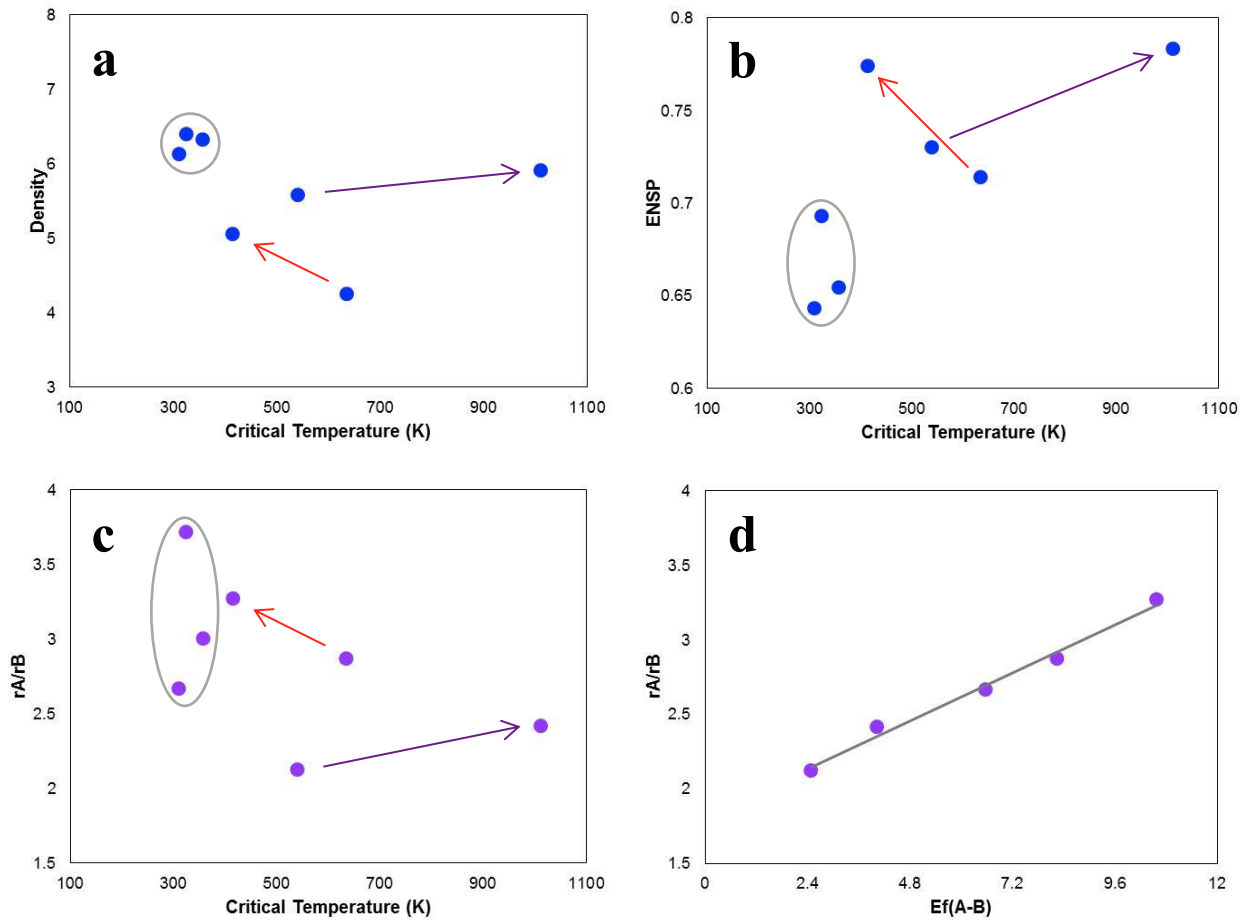 a
8
7
6
5
4
3
Density
100 300 500 700 900 1100
Critical Temperature (K)
b
0.8
0.75
0.7
0.65
0.6
ENSP
100 300 500 700 900 1100
Critical Temperature (K)
c
4
3.5
3
2.5
2
1.5
rA/rB
100 300 500 700 900 1100
Critical Temperature (K)
d
4
3.5
3
2.5
2
1.5
rA/rB
0 2.4 4.8 7.2 9.6 12
Ef(A-B)